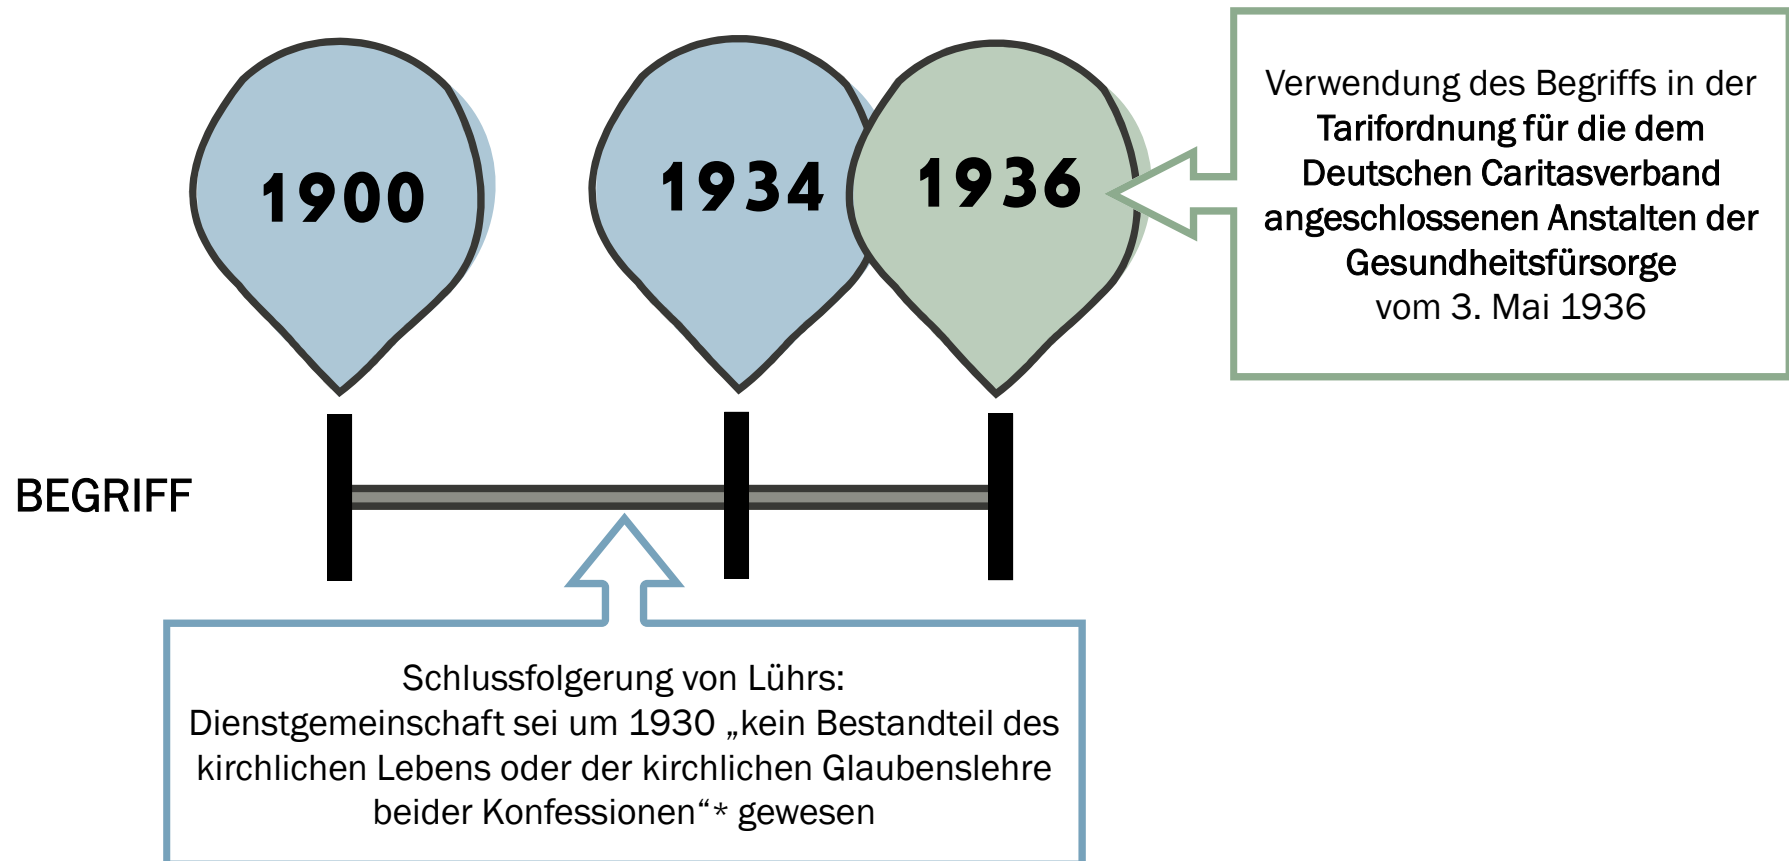 1900
1934
1936
Verwendung des Begriffs in der
Tarifordnung für die dem
Deutschen Caritasverband
angeschlossenen Anstalten der
Gesundheitsfürsorge
vom 3. Mai 1936
BEGRIFF
Schlussfolgerung von Lührs:
Dienstgemeinschaft sei um 1930 „kein Bestandteil des
kirchlichen Lebens oder der kirchlichen Glaubenslehre
beider Konfessionen“* gewesen